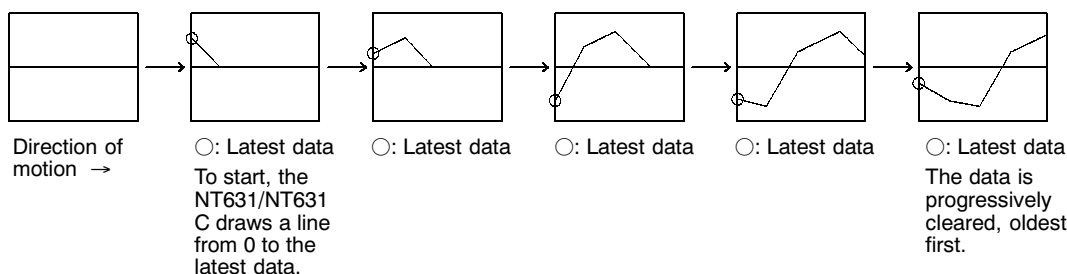 Direction of
motion →
○: Latest data
To start, the
NT631/NT631
C draws a line
from 0 to the
latest data.
○: Latest data
○: Latest data
○: Latest data
○: Latest data
The data is
progressively
cleared, oldest
first.